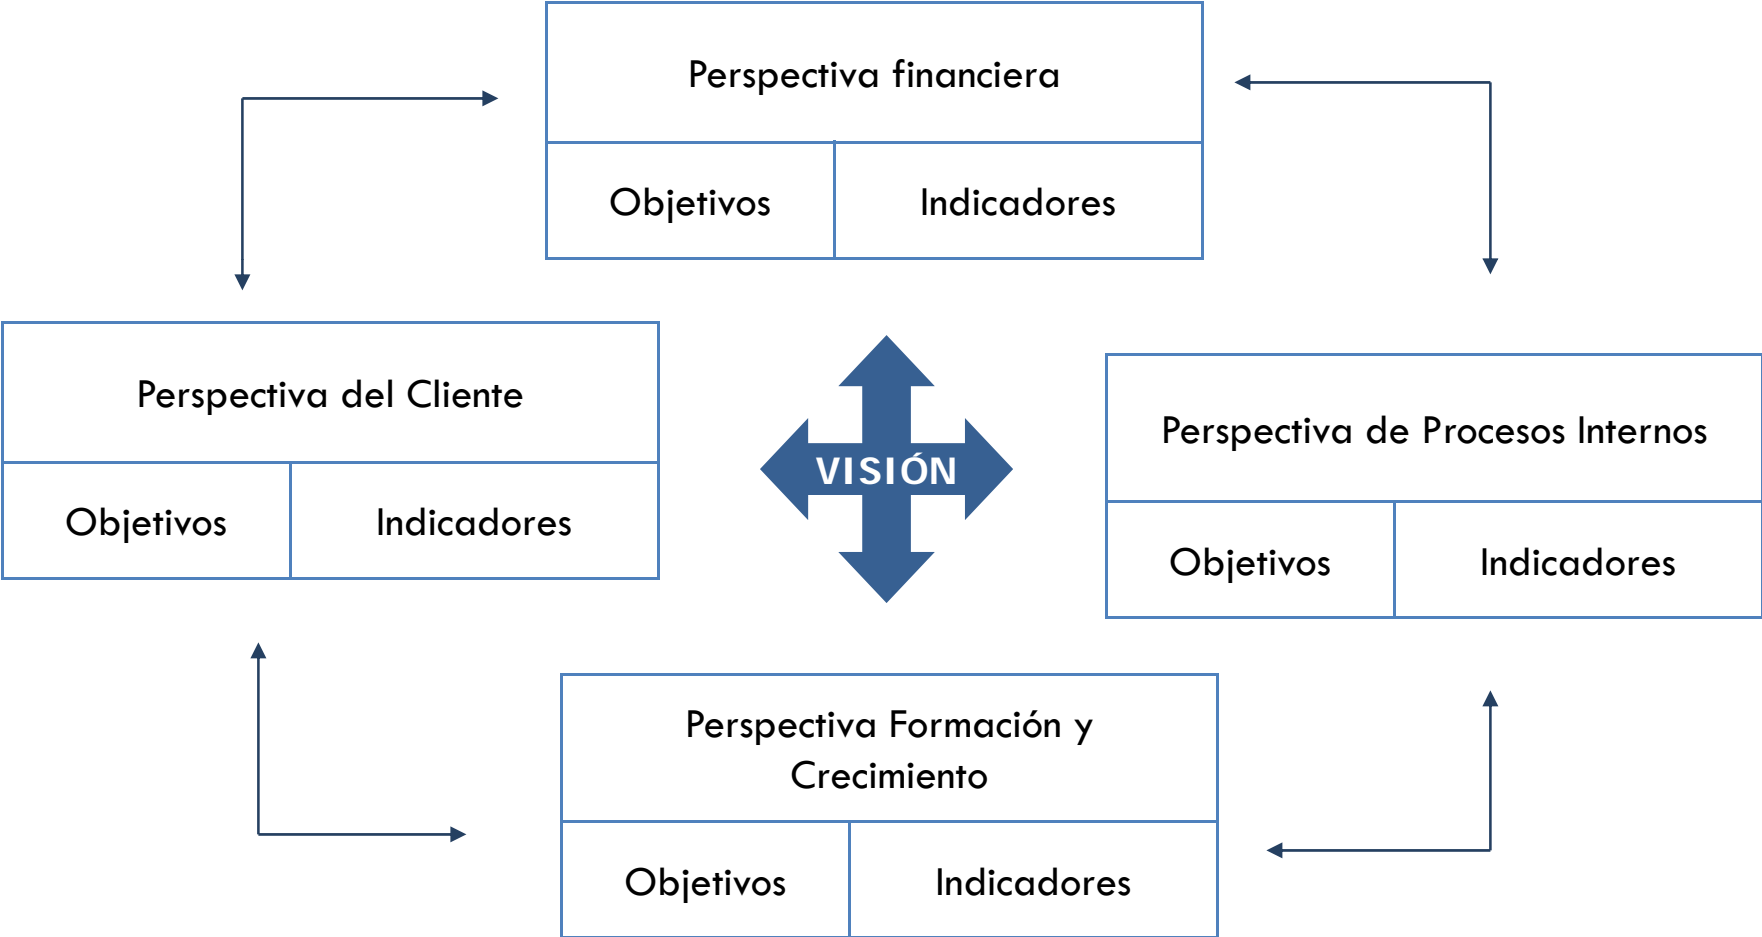 Perspectiva financiera
Objetivos
Indicadores
Perspectiva del Cliente
Objetivos
Indicadores
VISIÓN
Perspectiva de Procesos Internos
Objetivos
Indicadores
Perspectiva Formación y
Crecimiento
Objetivos
Indicadores